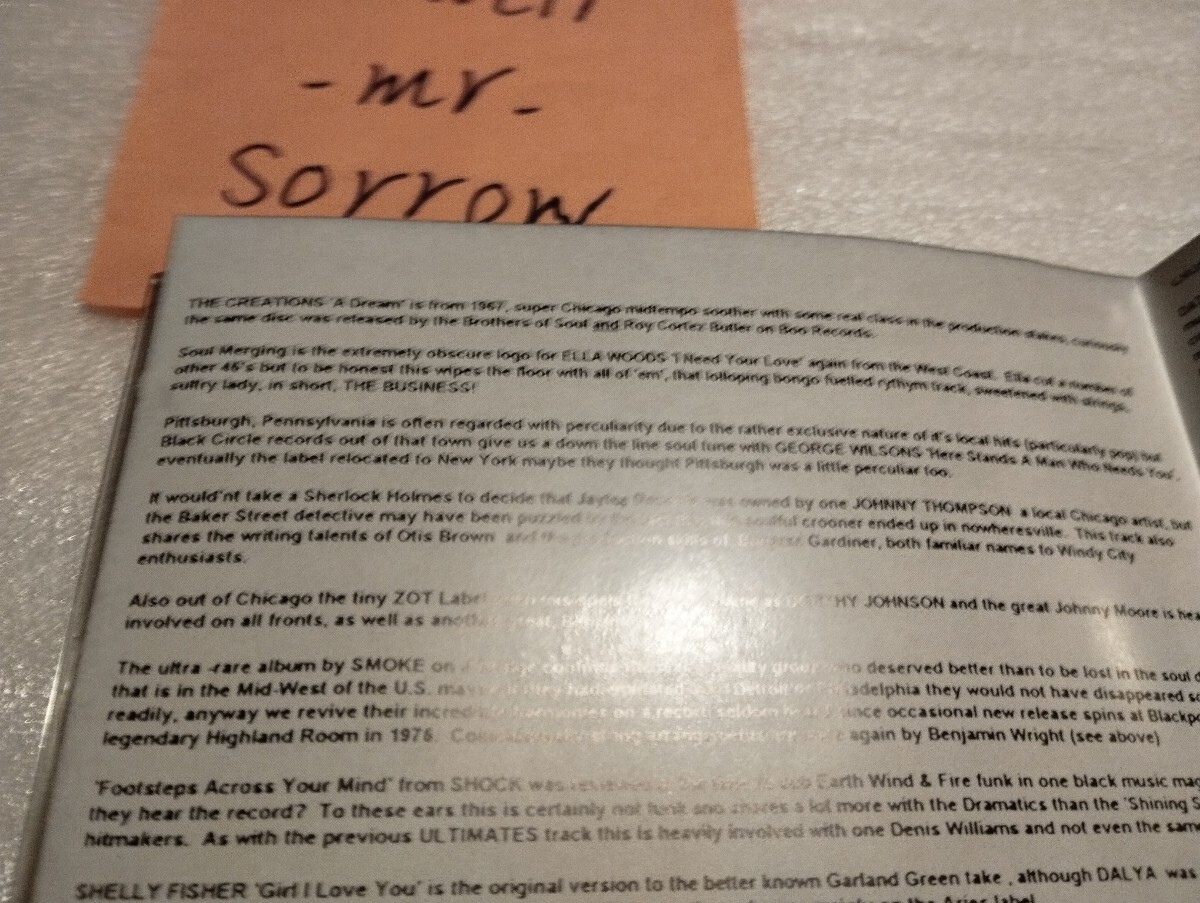 - mr -
Sorrow
THE CREATIONS 'A Dream' is from 1967, super Chicago midtempo soother with some real class in the production stakes, curiously
the same disc was released by the Brothers of Soul and Roy Cortez Butler on Boo Records.
Soul Merging is the extremely obscure logo for ELLA WOODS 'I Need Your Love' again from the West Coast. Ella cut a number of
other 45's but to be honest this wipes the floor with all of 'em', that lolloping bongo fuelled rythym track, sweetened with strings,
sultry lady, in short, THE BUSINESS!
Pittsburgh, Pennsylvania is often regarded with perculiarity due to the rather exclusive nature of it's local hits (particularly pop) but
Black Circle records out of that town give us a down the line soul tune with GEORGE WILSONS 'Here Stands A Man Who Needs You',
eventually the label relocated to New York maybe they thought Pittsburgh was a little perculiar too.
It would'nt take a Sherlock Holmes to decide that was owned by one JOHNNY THOMPSON a local Chicago artist, but
the Baker Street detective may have been puzzled soulful crooner ended up in nowheresville. This track also
shares the writing talents of Otis Brown and of Gardiner, both familiar names to Windy City
enthusiasts.
Also out of Chicago the tiny ZOT Label JOHNSON and the great Johnny Moore is
involved on all fronts, as well as
The ultra -rare album by SMOKE on deserved better than to be lost in the soul
that is in the Mid-West of the U.S. they had Detroit or they would not have disappeared
readily, anyway we revive their harmonies on a record seldom occasional new release spins at
legendary Highland Room in 1976. again by Benjamin Wright (see above)
'Footsteps Across Your Mind' from SHOCK was Earth Wind & Fire funk in one black music
they hear the record? To these ears this is certainly not funk and shares a lot more with the Dramatics than the 'Shining
hitmakers. As with the previous ULTIMATES track this is heavily involved with one Denis Williams and not even the
SHELLY FISHER 'Girl I Love You' is the original version to the better known Garland Green take , although DALYA was
on the Aries label